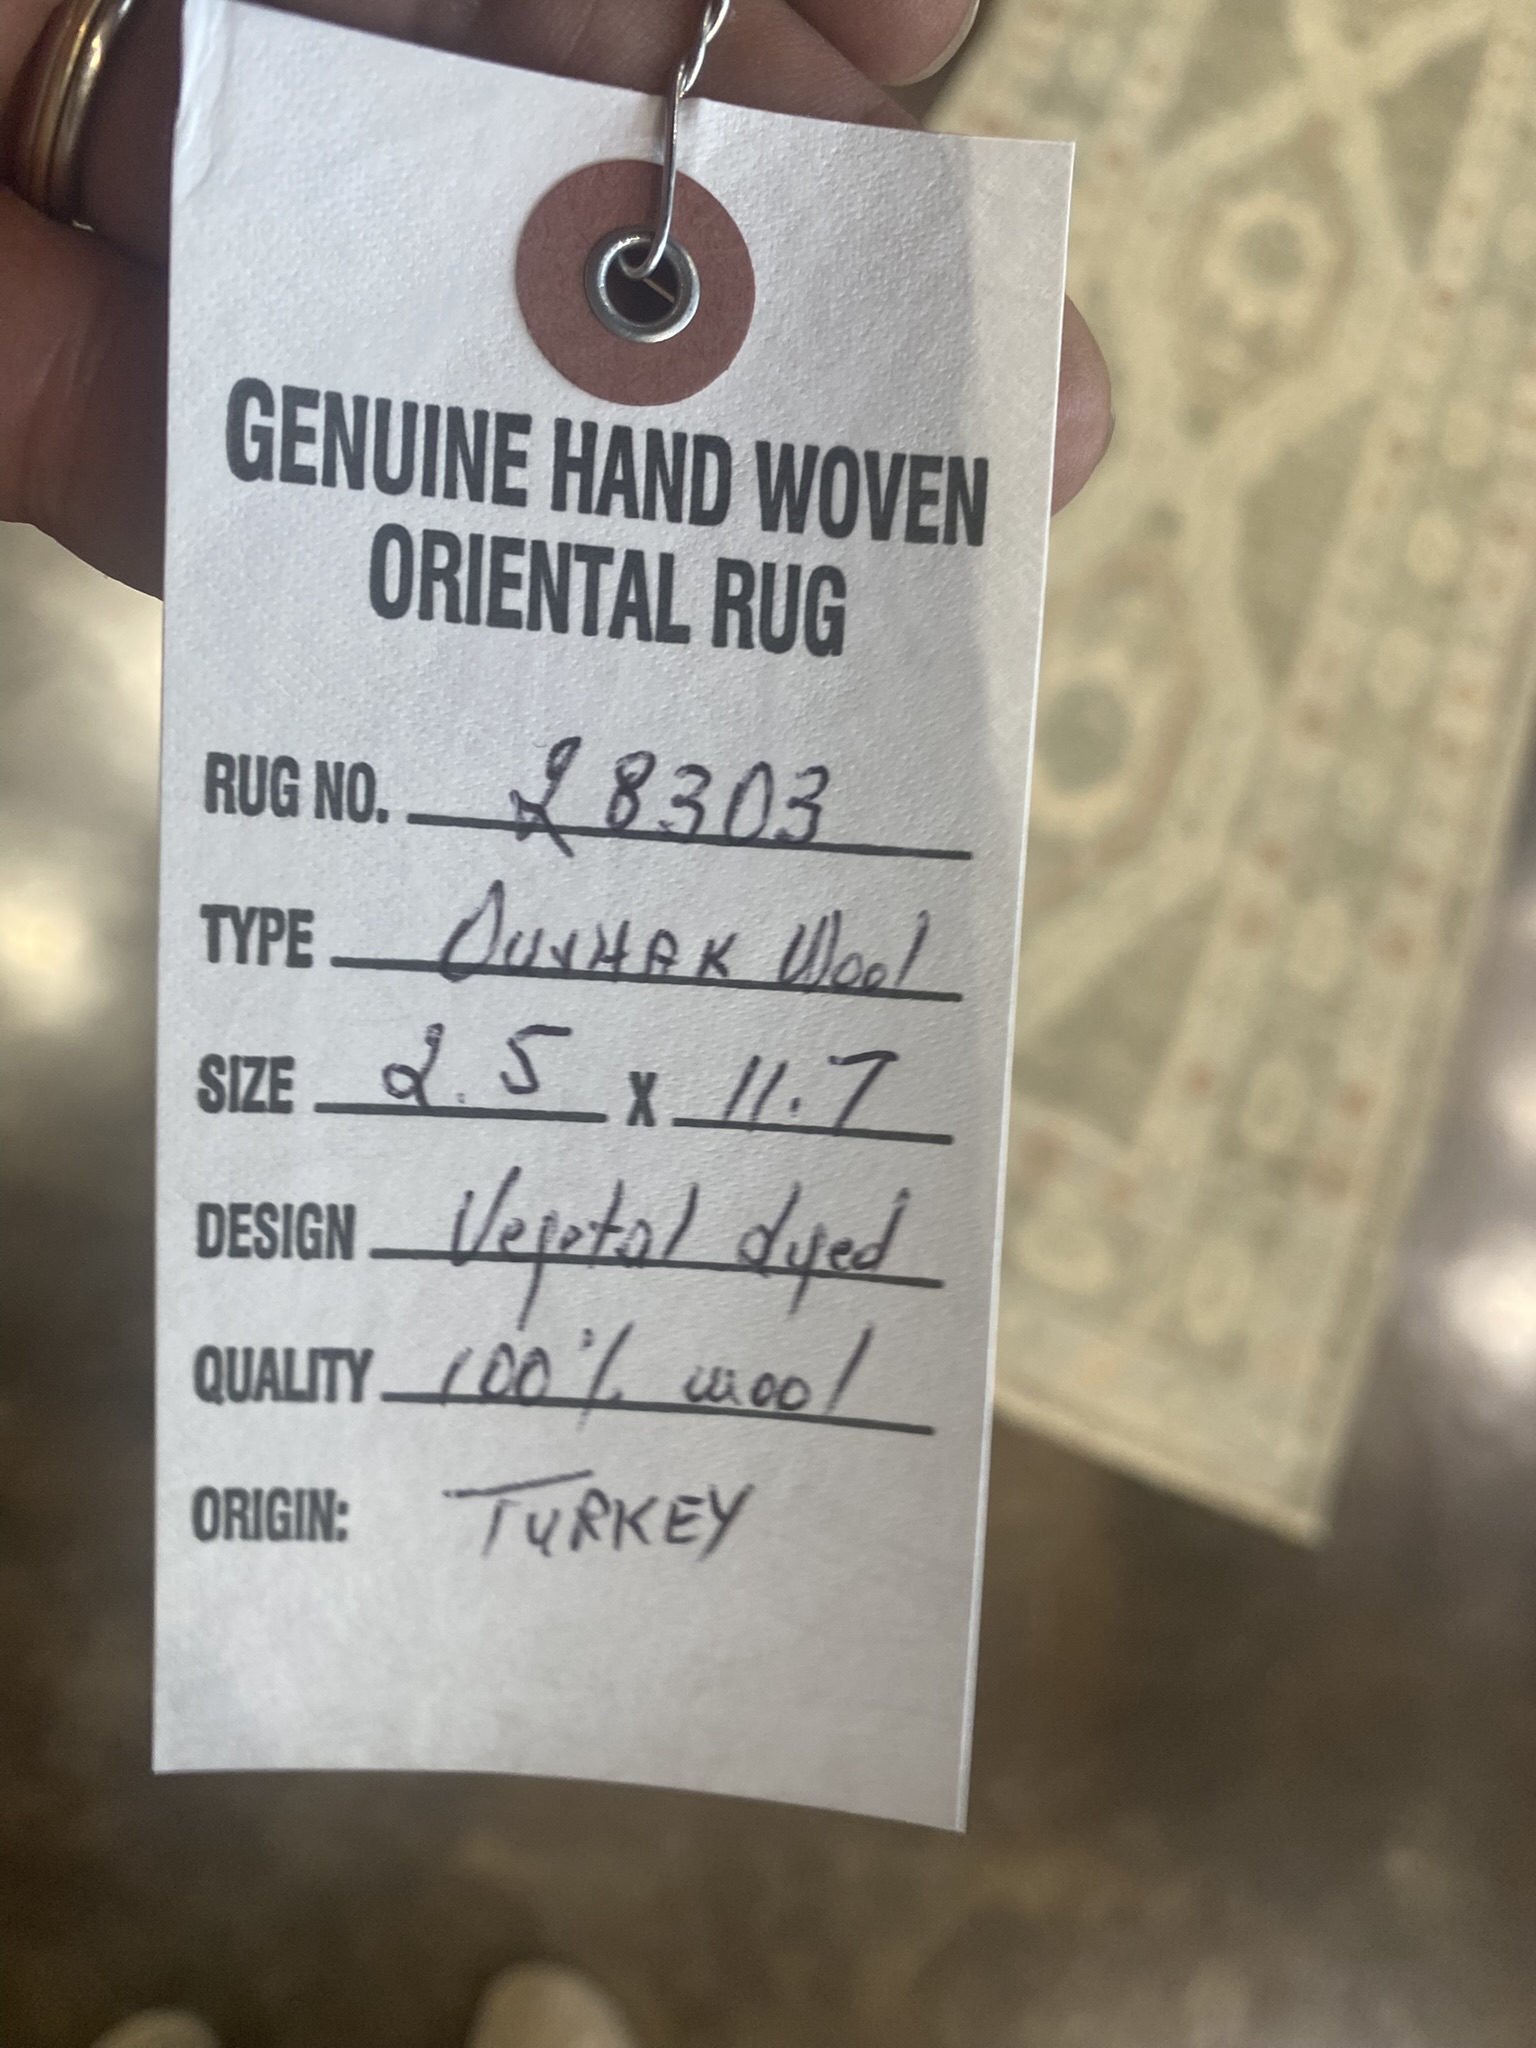 GENUINE HAND WOVEN
ORIENTAL RUG
RUG NO. 28303
TYPE Wool
SIZE 2.5 X 11.7
DESIGN Vegetal dyed
QUALITY 100% wool
ORIGIN: TURKEY